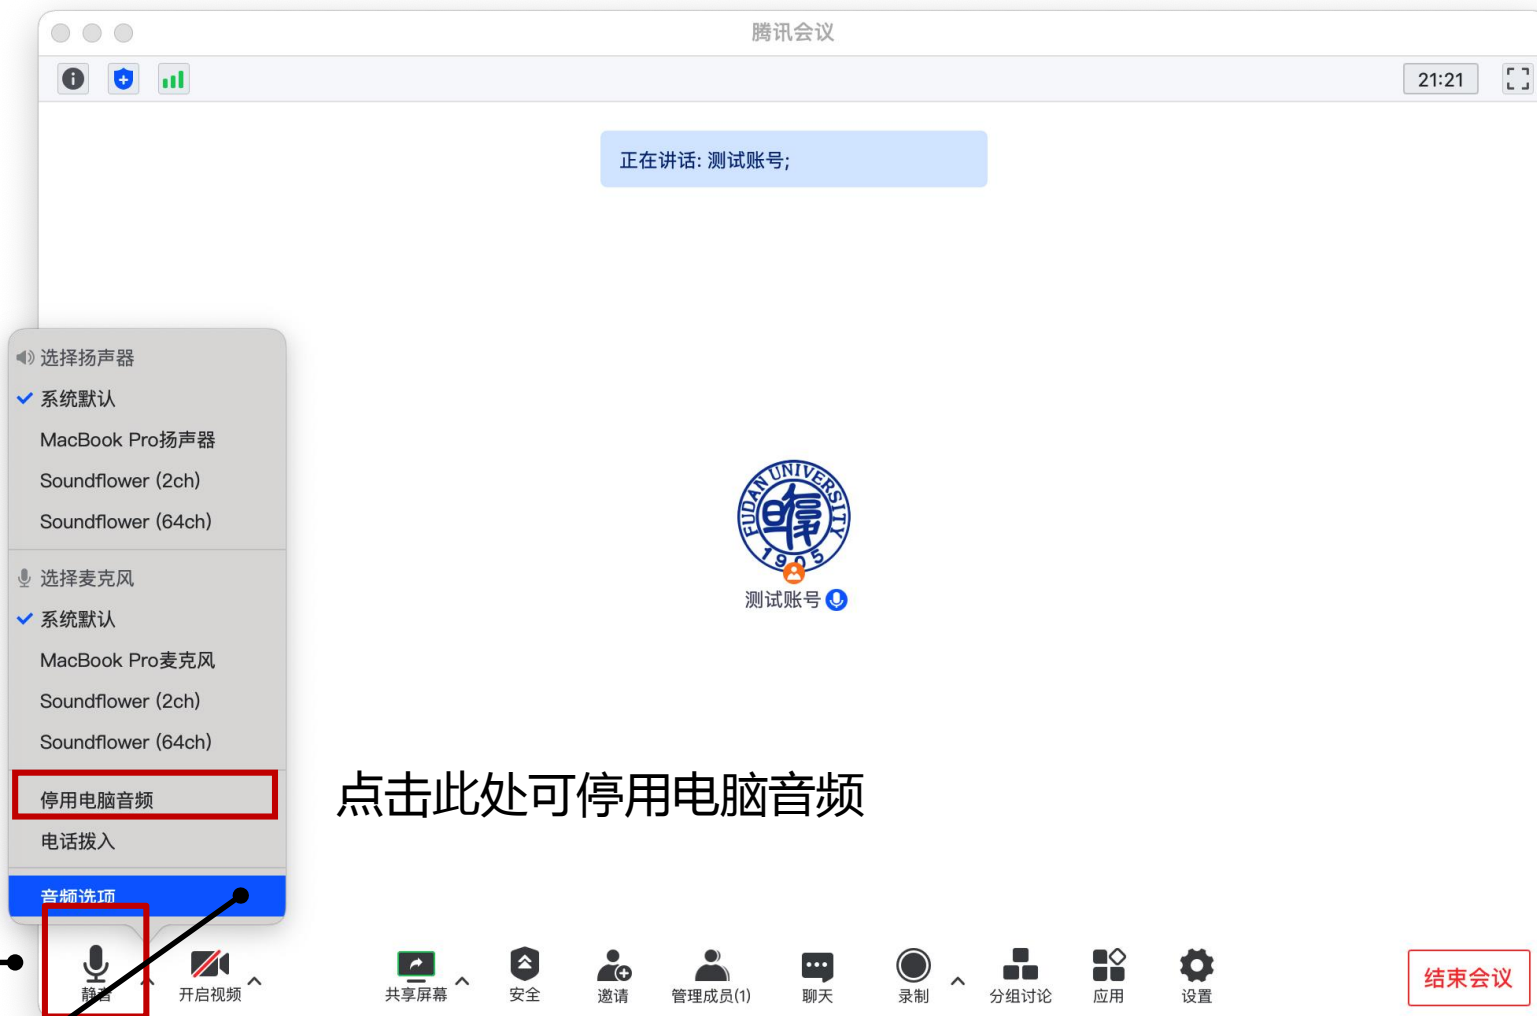 腾讯会议
21:21
正在讲话: 测试账号;
选择扬声器
系统默认
MacBook Pro扬声器
Soundflower (2ch)
Soundflower (64ch)
选择麦克风
系统默认
MacBook Pro麦克风
Soundflower (2ch)
Soundflower (64ch)
停用电脑音频
电话拨入
音频选项
FUDAN UNIVERSITY
1905
测试账号
点击此处可停用电脑音频
静音
开启视频
共享屏幕
安全
邀请
管理成员(1)
聊天
录制
分组讨论
应用
设置
结束会议